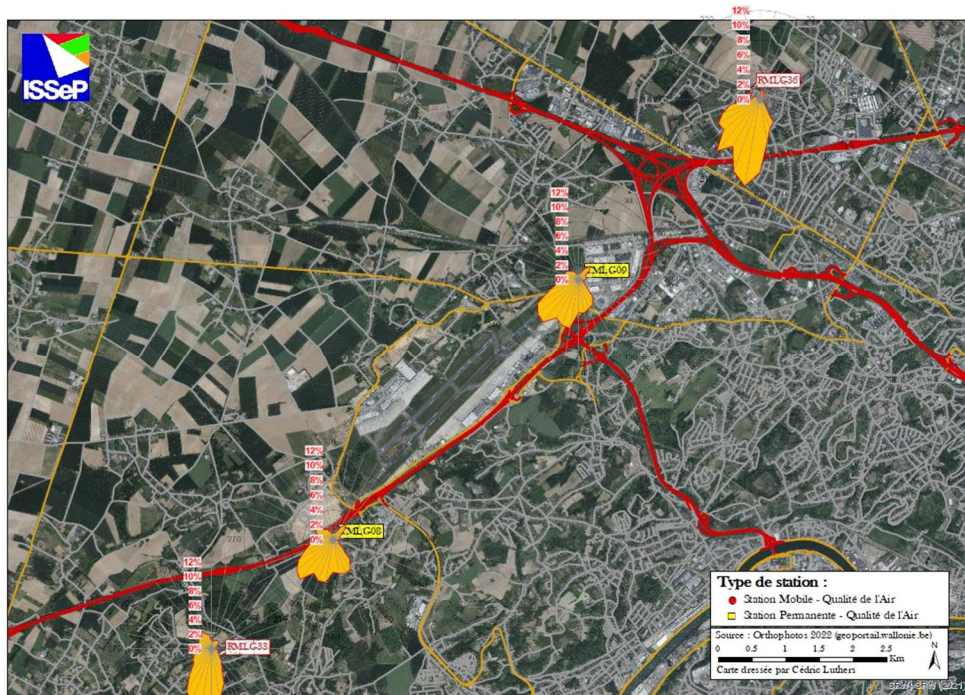 ISSeP
12%
10%
8%
6%
4%
2%
0%
RMLG36
30
12%
10%
8%
6%
4%
2%
0%
TMLG09
12%
10%
8%
6%
4%
2%
0%
TMLG08
270
12%
10%
8%
6%
4%
2%
0%
RMLG33
Type de station :
Station Mobile - Qualité de l'Air
Station Permanente - Qualité de l'Air
Source : Orthophotos 2022 (geoportail.wallonie.be)
0 0.5 1 1.5 2 2.5
Km
N
Carte dressée par Cédric Luthers